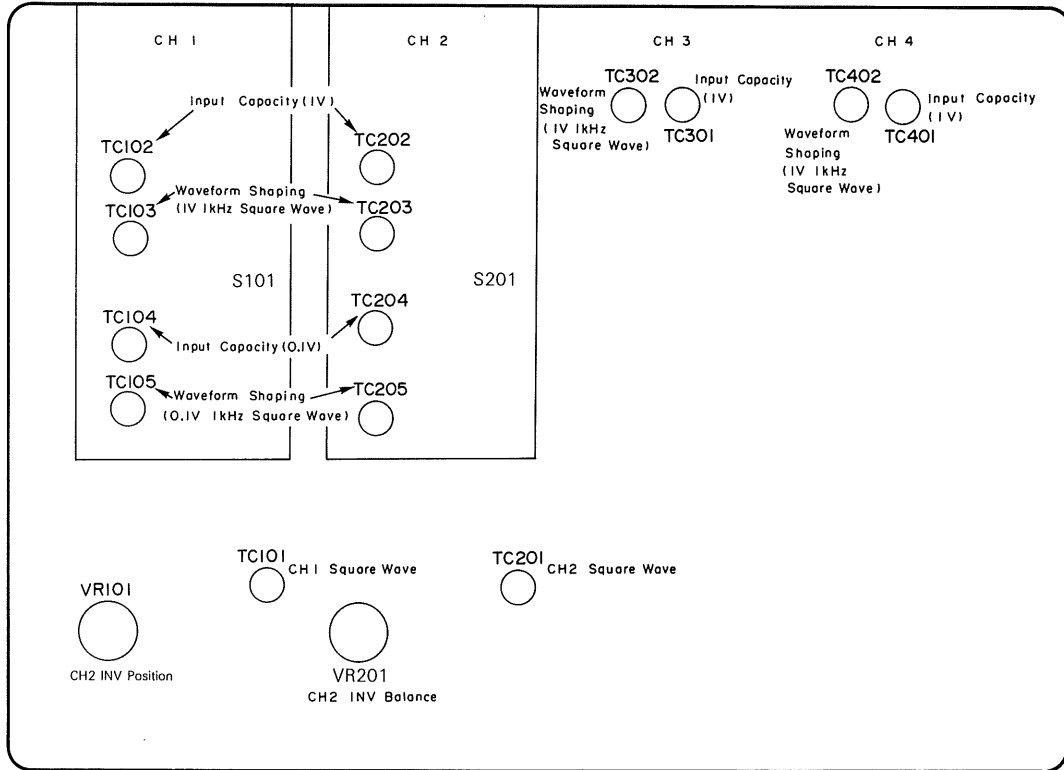 CH 1
CH 2
CH 3
CH 4
Input Capacity (1V)
TC102
TC202
Waveform Shaping
(1V 1kHz Square Wave)
TC103
TC203
S101
S201
TC104
TC204
Input Capacity (0.1V)
TC105
TC205
Waveform Shaping
(0.1V 1kHz Square Wave)
TC302
Waveform
Shaping
(1V 1kHz
Square Wave)
Input Capacity
(1V)
TC301
TC402
Waveform
Shaping
(1V 1kHz
Square Wave)
Input Capacity
(1V)
TC401
TC101
CH1 Square Wave
TC201
CH2 Square Wave
VR101
CH2 INV Position
VR201
CH2 INV Balance